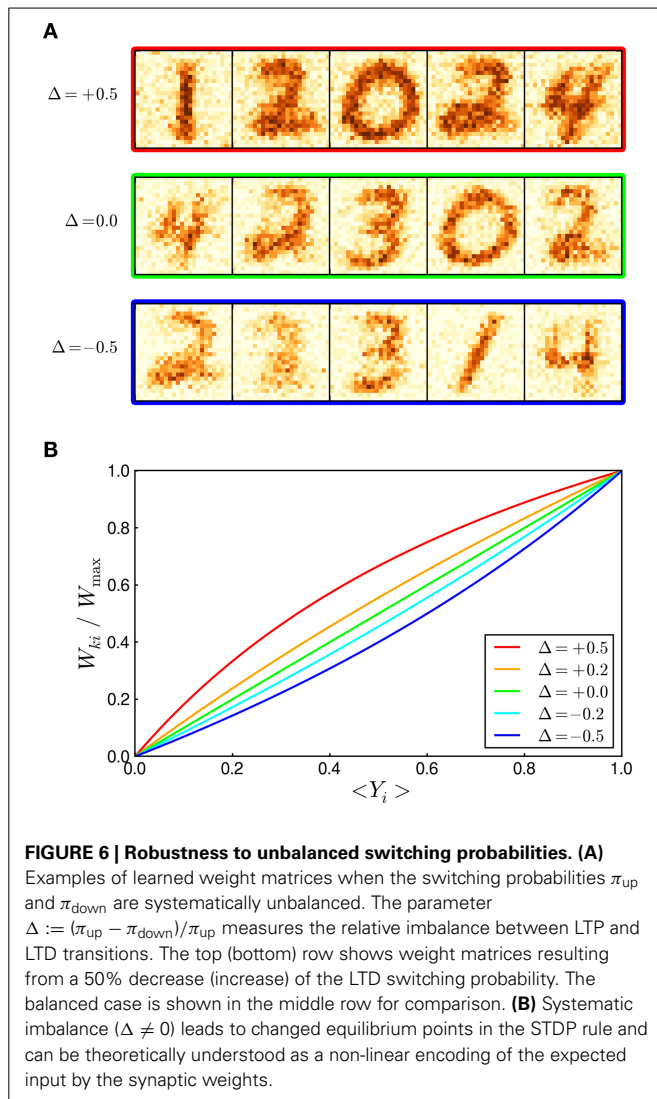 A
Δ = +0.5
Δ = 0.0
Δ = −0.5
B
1.0
0.8
0.6
0.4
0.2
0.0
W_ki / W_max
Δ = +0.5
Δ = +0.2
Δ = +0.0
Δ = −0.2
Δ = −0.5
0.0 0.2 0.4 0.6 0.8 1.0
<Y_i>
FIGURE 6 | Robustness to unbalanced switching probabilities. (A)
Examples of learned weight matrices when the switching probabilities π_up
and π_down are systematically unbalanced. The parameter
Δ := (π_up − π_down)/π_up measures the relative imbalance between LTP and
LTD transitions. The top (bottom) row shows weight matrices resulting
from a 50% decrease (increase) of the LTD switching probability. The
balanced case is shown in the middle row for comparison. (B) Systematic
imbalance (Δ ≠ 0) leads to changed equilibrium points in the STDP rule and
can be theoretically understood as a non-linear encoding of the expected
input by the synaptic weights.